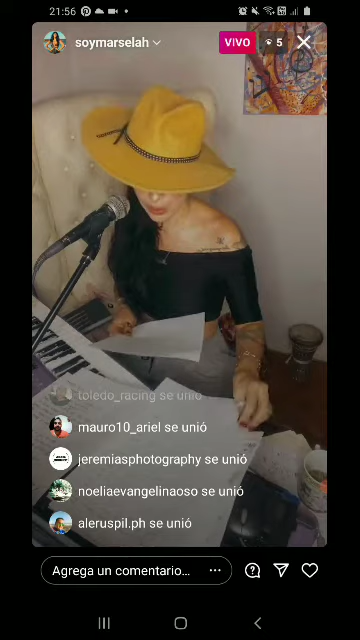 21:56
soymarselah
VIVO
5
toledo_racing se unió
mauro10_ariel se unió
jeremiasphotography se unió
noeliaevangelinaoso se unió
aleruspil.ph se unió
Agrega un comentario...